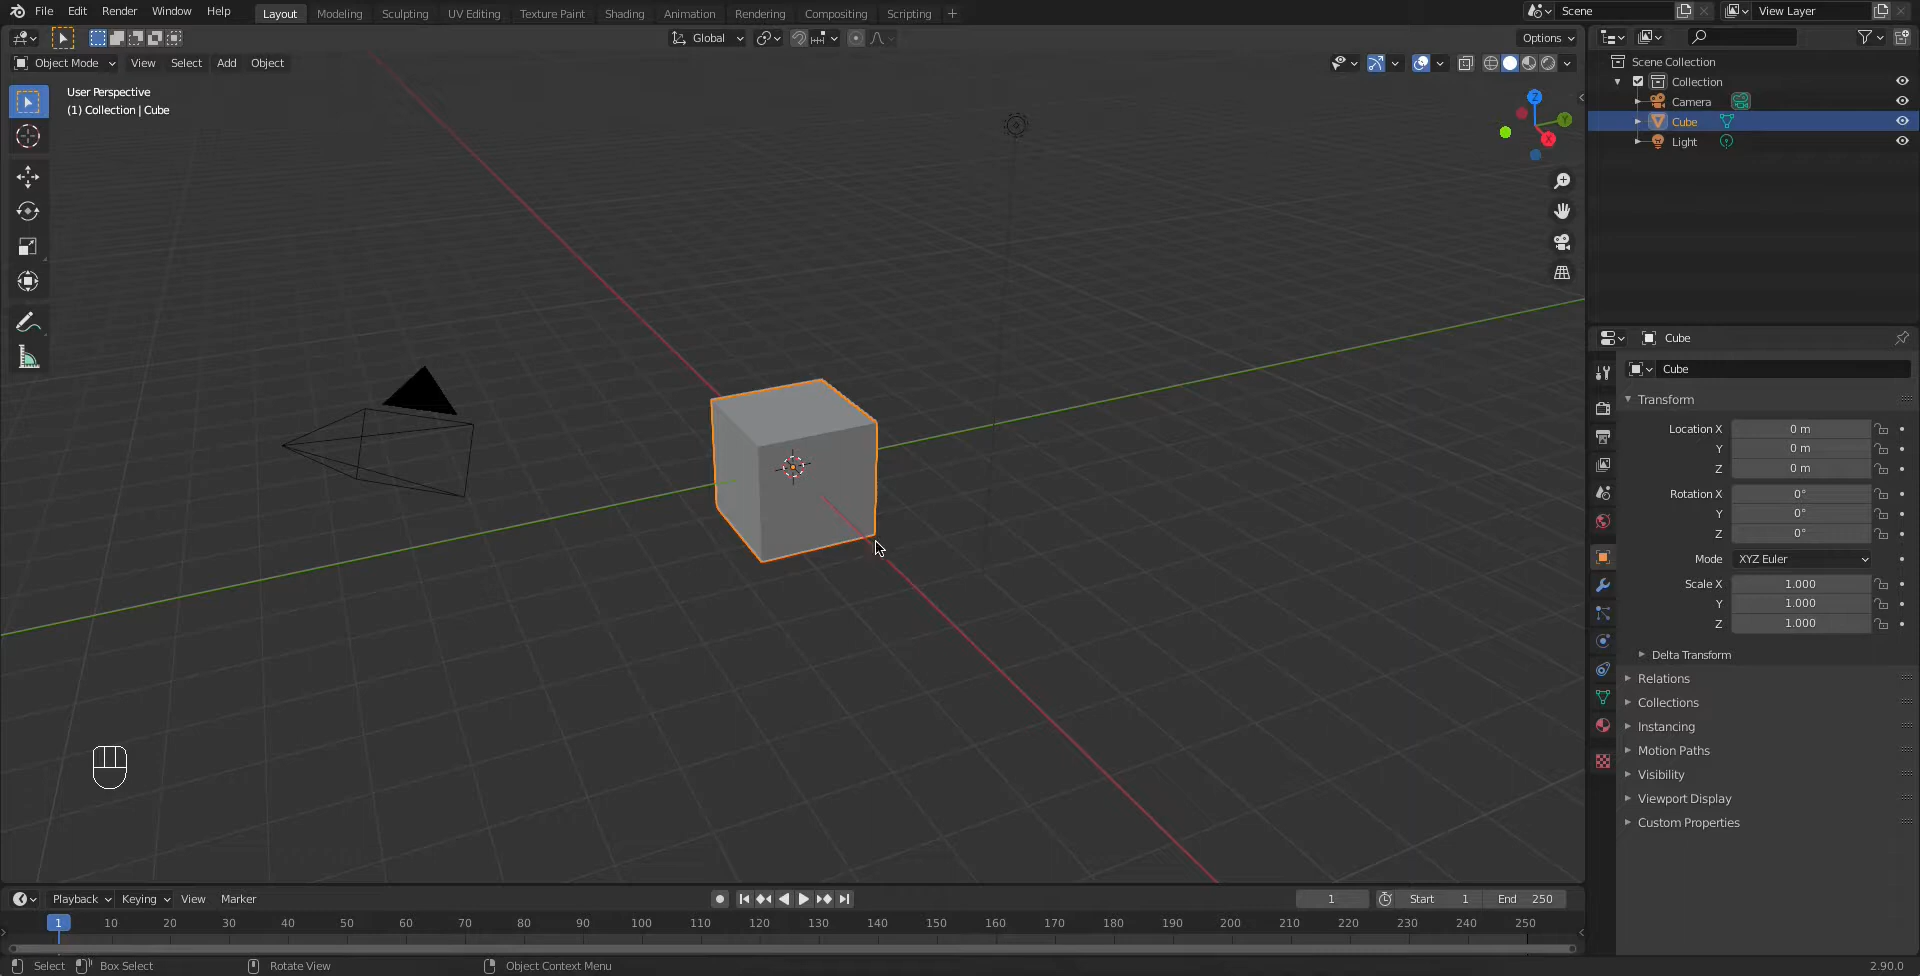 File Edit Render Window Help
Layout Modeling Sculpting UV Editing Texture Paint Shading Animation Rendering Compositing Scripting +
Scene
View Layer
Global
Options
Object Mode View Select Add Object
User Perspective
(1) Collection | Cube
Z
Y
X
Scene Collection
Collection
Camera
Cube
Light
Cube
Cube
Transform
Location X 0 m
Y 0 m
Z 0 m
Rotation X 0°
Y 0°
Z 0°
Mode XYZ Euler
Scale X 1.000
Y 1.000
Z 1.000
Delta Transform
Relations
Collections
Instancing
Motion Paths
Visibility
Viewport Display
Custom Properties
Playback Keying View Marker
1 Start 1 End 250
1 10 20 30 40 50 60 70 80 90 100 110 120 130 140 150 160 170 180 190 200 210 220 230 240 250
Select Box Select Rotate View Object Context Menu 2.90.0